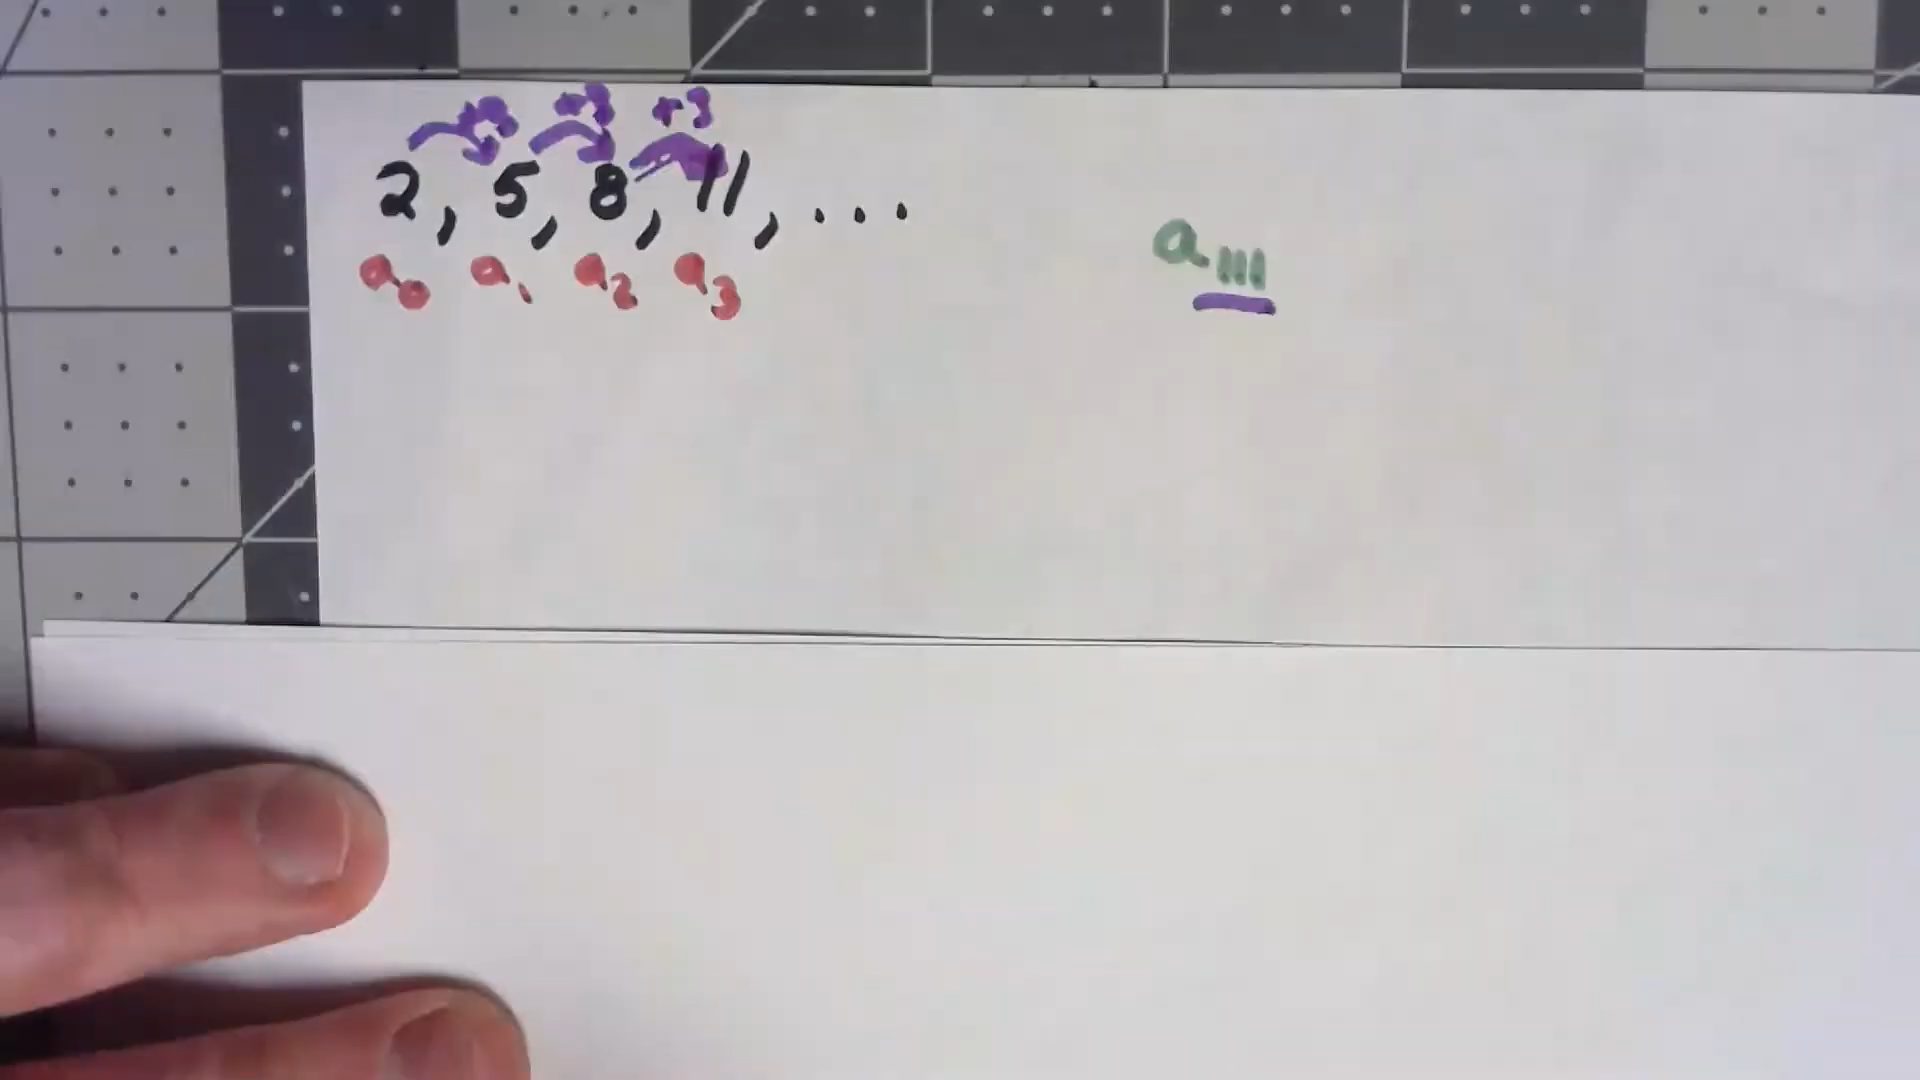 +3 +3 +3
2, 5, 8, 11, ...
a₀ a₁ a₂ a₃
a₁₁₁